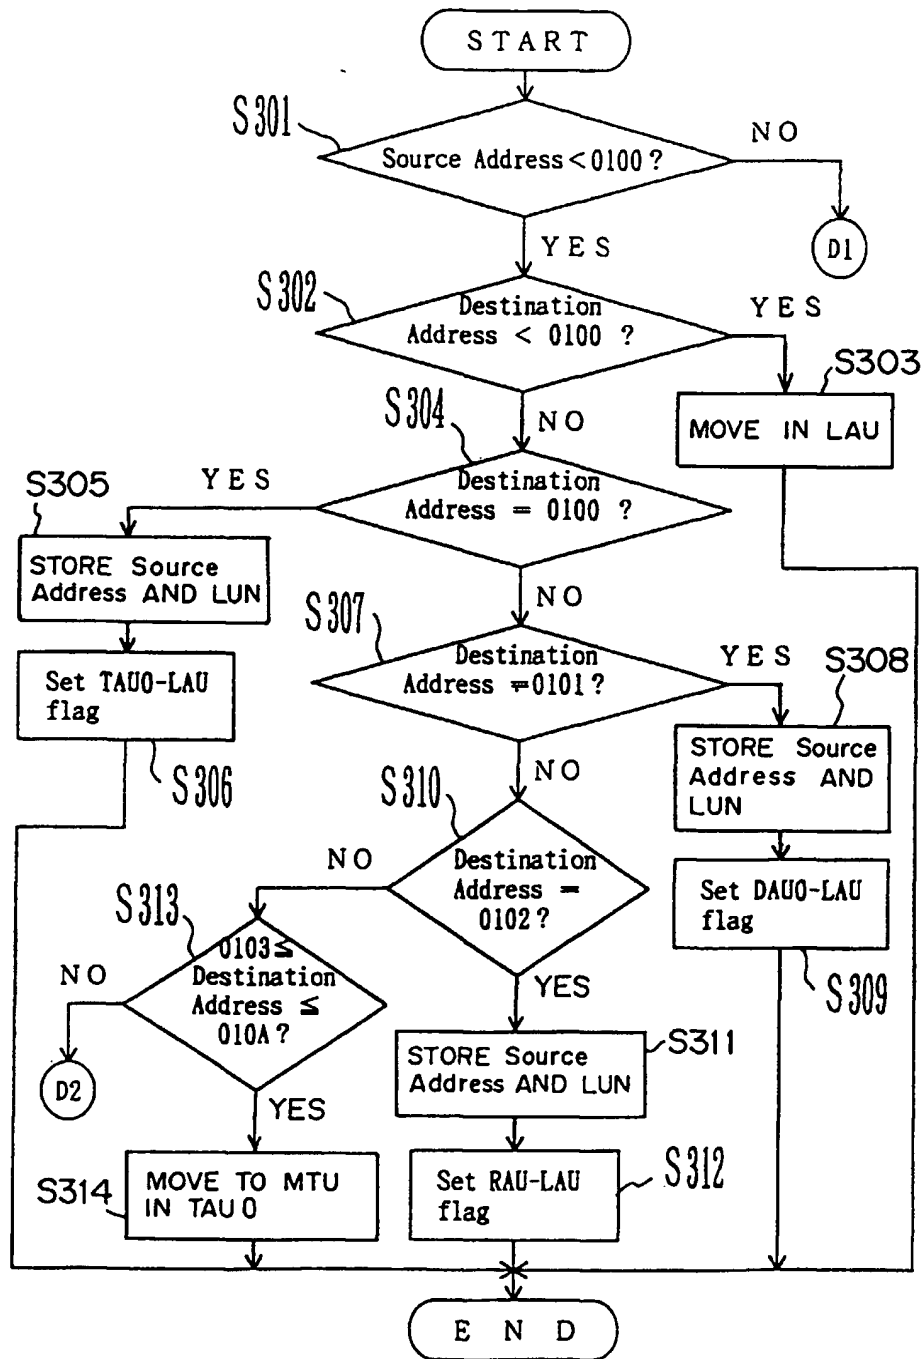 START
S301
Source Address<0100?
NO
D1
YES
S302
Destination
Address < 0100 ?
YES
S303
MOVE IN LAU
NO
S304
Destination
Address = 0100 ?
YES
S305
STORE Source
Address AND LUN
Set TAU0-LAU
flag
S306
NO
S307
Destination
Address =0101?
YES
S308
STORE Source
Address AND
LUN
Set DAU0-LAU
flag
S309
NO
S310
Destination
Address =
0102?
NO
S313
0103≦
Destination
Address ≦
010A?
NO
D2
YES
S314
MOVE TO MTU
IN TAU0
YES
S311
STORE Source
Address AND LUN
Set RAU-LAU
flag
S312
END